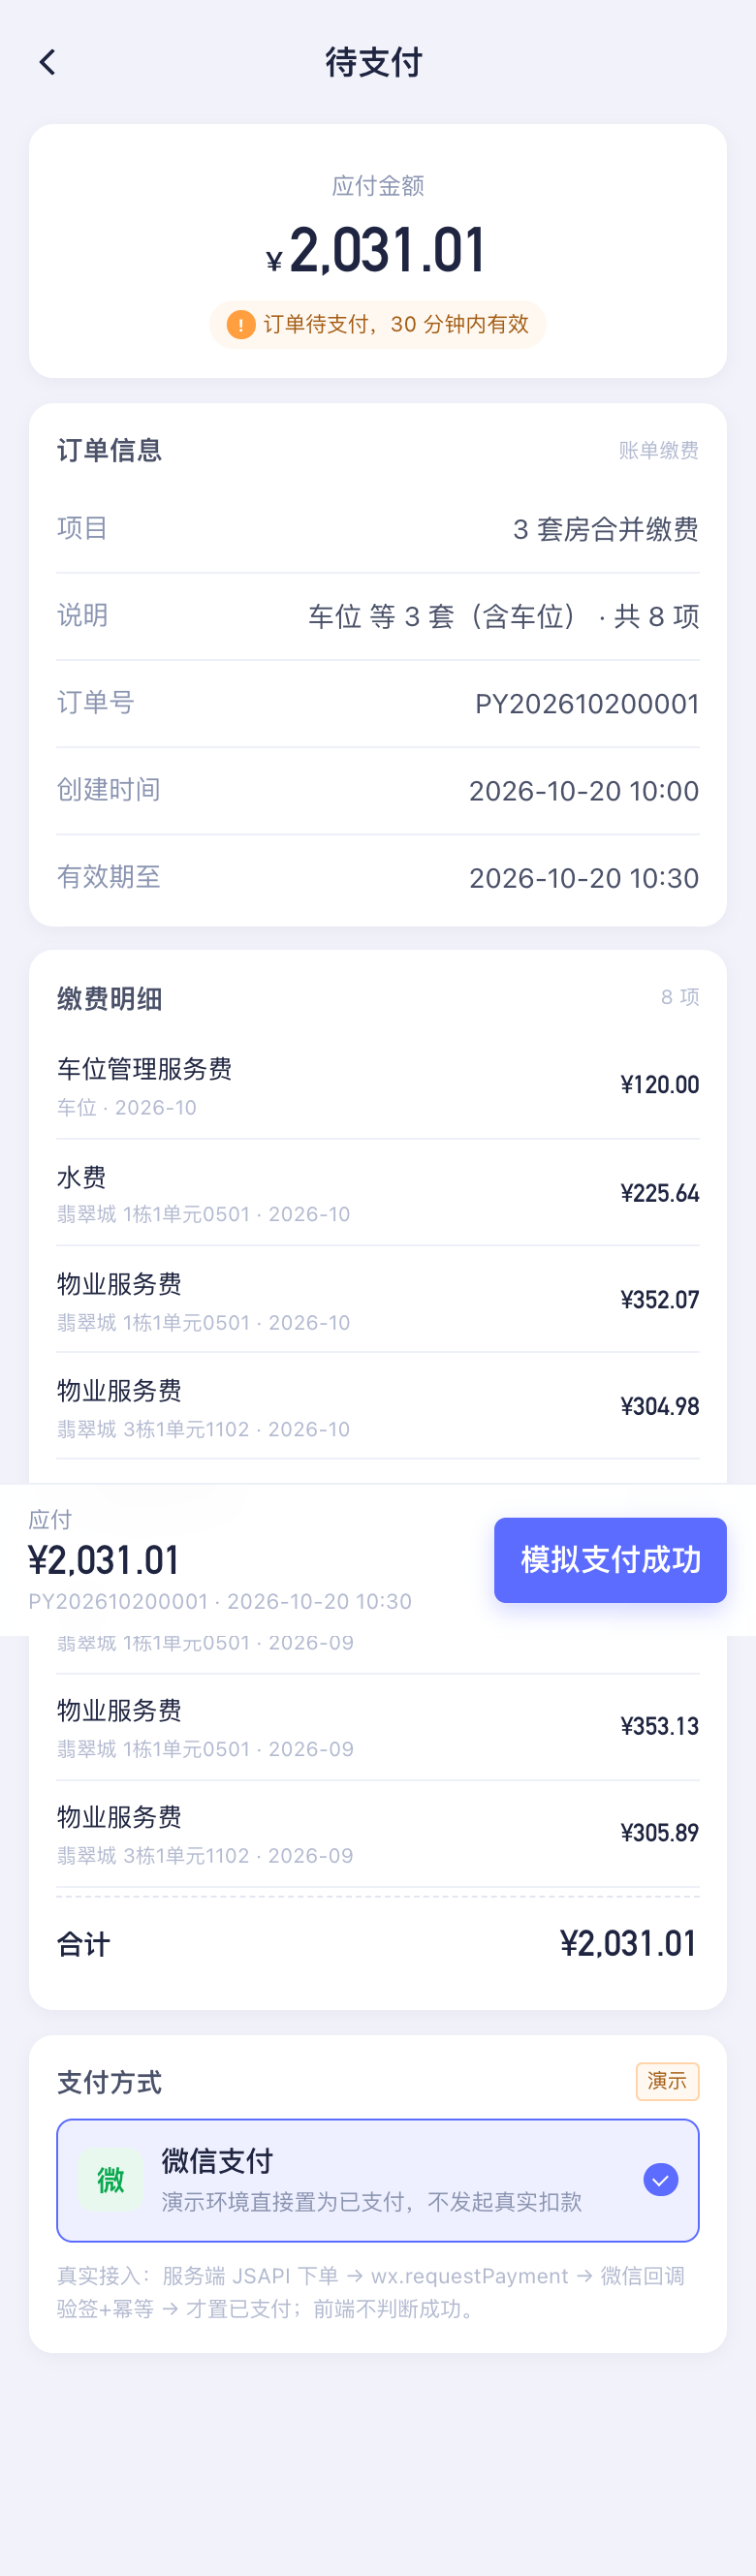 待支付
应付金额
¥ 2,031.01
! 订单待支付，30 分钟内有效
订单信息 账单缴费
项目 3 套房合并缴费
说明 车位 等 3 套（含车位） · 共 8 项
订单号 PY202610200001
创建时间 2026-10-20 10:00
有效期至 2026-10-20 10:30
缴费明细 8 项
车位管理服务费 ¥120.00
车位 · 2026-10
水费 ¥225.64
翡翠城 1栋1单元0501 · 2026-10
物业服务费 ¥352.07
翡翠城 1栋1单元0501 · 2026-10
物业服务费 ¥304.98
翡翠城 3栋1单元1102 · 2026-10
应付
¥2,031.01
PY202610200001 · 2026-10-20 10:30
模拟支付成功
翡翠城 1栋1单元0501 · 2026-09
物业服务费 ¥353.13
翡翠城 1栋1单元0501 · 2026-09
物业服务费 ¥305.89
翡翠城 3栋1单元1102 · 2026-09
合计 ¥2,031.01
支付方式 演示
微 微信支付
演示环境直接置为已支付，不发起真实扣款
真实接入：服务端 JSAPI 下单 → wx.requestPayment → 微信回调
验签+幂等 → 才置已支付；前端不判断成功。